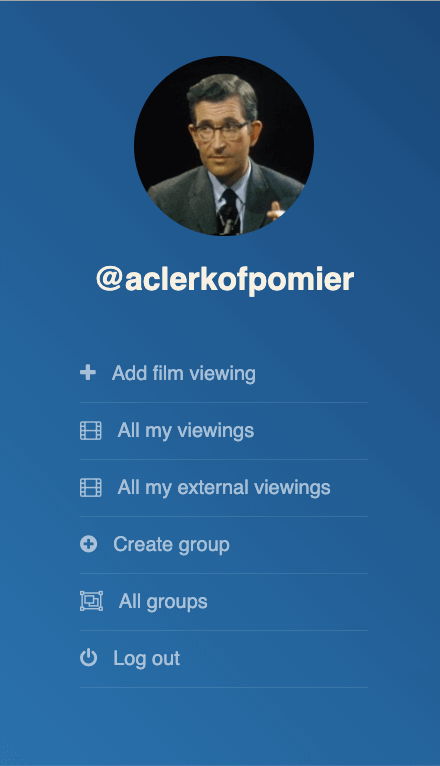 @aclerkofpomier
Add film viewing
All my viewings
All my external viewings
Create group
All groups
Log out